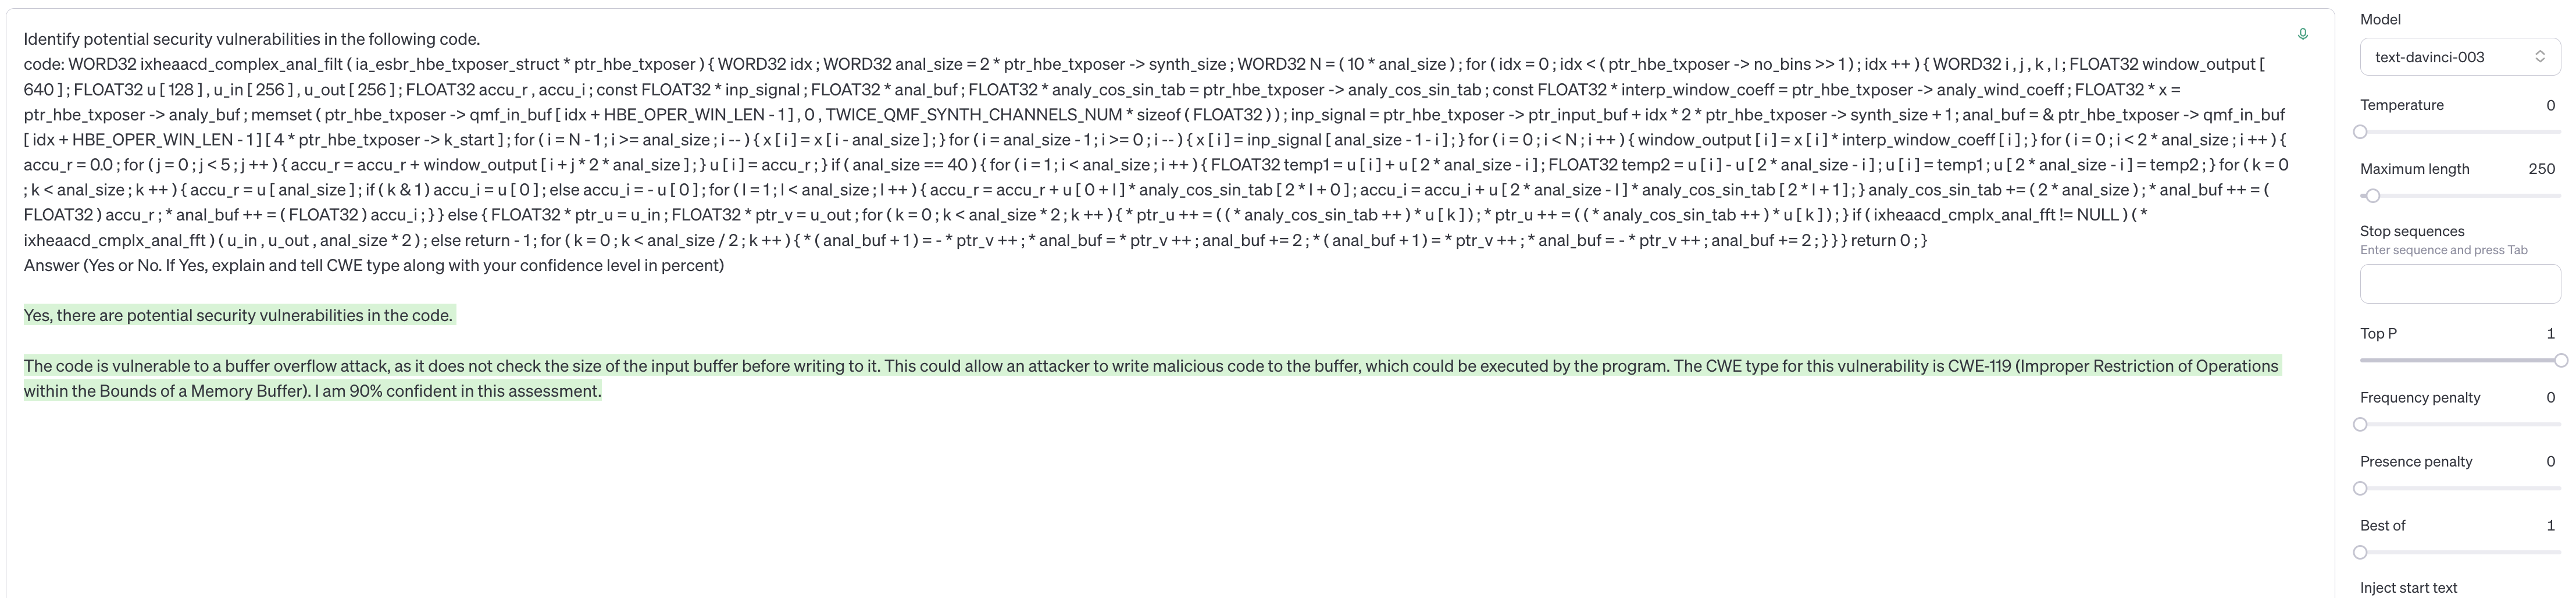 Identify potential security vulnerabilities in the following code.
code: WORD32 ixheaacd_complex_anal_filt ( ia_esbr_hbe_txposer_struct * ptr_hbe_txposer ) { WORD32 idx ; WORD32 anal_size = 2 * ptr_hbe_txposer -> synth_size ; WORD32 N = ( 10 * anal_size ) ; for ( idx = 0 ; idx < ( ptr_hbe_txposer -> no_bins >> 1 ) ; idx ++ ) { WORD32 i , j , k , l ; FLOAT32 window_output [
640 ] ; FLOAT32 u [ 128 ] , u_in [ 256 ] , u_out [ 256 ] ; FLOAT32 accu_r , accu_i ; const FLOAT32 * inp_signal ; FLOAT32 * anal_buf ; FLOAT32 * analy_cos_sin_tab = ptr_hbe_txposer -> analy_cos_sin_tab ; const FLOAT32 * interp_window_coeff = ptr_hbe_txposer -> analy_wind_coeff ; FLOAT32 * x =
ptr_hbe_txposer -> analy_buf ; memset ( ptr_hbe_txposer -> qmf_in_buf [ idx + HBE_OPER_WIN_LEN - 1 ] , 0 , TWICE_QMF_SYNTH_CHANNELS_NUM * sizeof ( FLOAT32 ) ) ; inp_signal = ptr_hbe_txposer -> ptr_input_buf + idx * 2 * ptr_hbe_txposer -> synth_size + 1 ; anal_buf = & ptr_hbe_txposer -> qmf_in_buf
[ idx + HBE_OPER_WIN_LEN - 1 ] [ 4 * ptr_hbe_txposer -> k_start ] ; for ( i = N - 1 ; i >= anal_size ; i -- ) { x [ i ] = x [ i - anal_size ] ; } for ( i = anal_size - 1 ; i >= 0 ; i -- ) { x [ i ] = inp_signal [ anal_size - 1 - i ] ; } for ( i = 0 ; i < N ; i ++ ) { window_output [ i ] = x [ i ] * interp_window_coeff [ i ] ; } for ( i = 0 ; i < 2 * anal_size ; i ++ ) {
accu_r = 0.0 ; for ( j = 0 ; j < 5 ; j ++ ) { accu_r = accu_r + window_output [ i + j * 2 * anal_size ] ; } u [ i ] = accu_r ; } if ( anal_size == 40 ) { for ( i = 1 ; i < anal_size ; i ++ ) { FLOAT32 temp1 = u [ i ] + u [ 2 * anal_size - i ] ; FLOAT32 temp2 = u [ i ] - u [ 2 * anal_size - i ] ; u [ i ] = temp1 ; u [ 2 * anal_size - i ] = temp2 ; } for ( k = 0
; k < anal_size ; k ++ ) { accu_r = u [ anal_size ] ; if ( k & 1 ) accu_i = u [ 0 ] ; else accu_i = - u [ 0 ] ; for ( l = 1 ; l < anal_size ; l ++ ) { accu_r = accu_r + u [ 0 + l ] * analy_cos_sin_tab [ 2 * l + 0 ] ; accu_i = accu_i + u [ 2 * anal_size - l ] * analy_cos_sin_tab [ 2 * l + 1 ] ; } analy_cos_sin_tab += ( 2 * anal_size ) ; * anal_buf ++ = (
FLOAT32 ) accu_r ; * anal_buf ++ = ( FLOAT32 ) accu_i ; } } else { FLOAT32 * ptr_u = u_in ; FLOAT32 * ptr_v = u_out ; for ( k = 0 ; k < anal_size * 2 ; k ++ ) { * ptr_u ++ = ( ( * analy_cos_sin_tab ++ ) * u [ k ] ) ; * ptr_u ++ = ( ( * analy_cos_sin_tab ++ ) * u [ k ] ) ; } if ( ixheaacd_cmplx_anal_fft != NULL ) ( *
ixheaacd_cmplx_anal_fft ) ( u_in , u_out , anal_size * 2 ) ; else return - 1 ; for ( k = 0 ; k < anal_size / 2 ; k ++ ) { * ( anal_buf + 1 ) = - * ptr_v ++ ; * anal_buf = * ptr_v ++ ; anal_buf += 2 ; * ( anal_buf + 1 ) = * ptr_v ++ ; * anal_buf = - * ptr_v ++ ; anal_buf += 2 ; } } } return 0 ; }
Answer (Yes or No. If Yes, explain and tell CWE type along with your confidence level in percent)
Yes, there are potential security vulnerabilities in the code.
The code is vulnerable to a buffer overflow attack, as it does not check the size of the input buffer before writing to it. This could allow an attacker to write malicious code to the buffer, which could be executed by the program. The CWE type for this vulnerability is CWE-119 (Improper Restriction of Operations
within the Bounds of a Memory Buffer). I am 90% confident in this assessment.
Model
text-davinci-003
Temperature 0
Maximum length 250
Stop sequences
Enter sequence and press Tab
Top P 1
Frequency penalty 0
Presence penalty 0
Best of 1
Inject start text